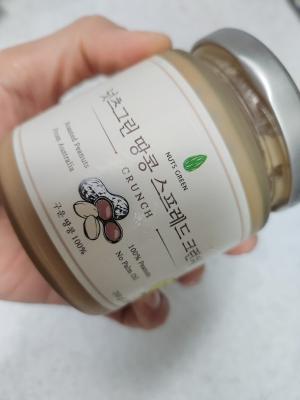 NUTS GREEN
넛츠그린 땅콩 스프레드 크런치
CRUNCH
Roasted Peanuts
From Australia
100% Peanuts
No Palm Oil
구운 땅콩 100%